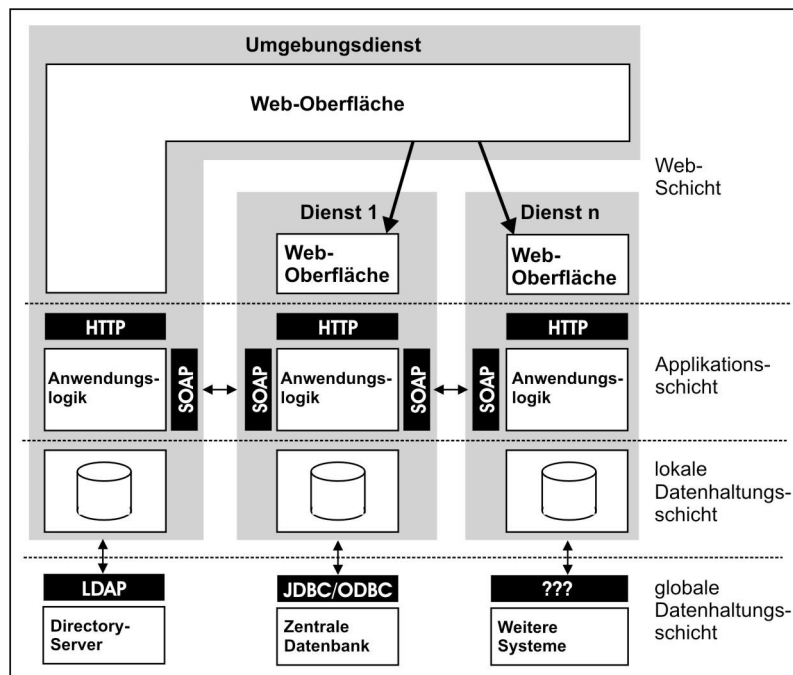 Umgebungsdienst
Web-Oberfläche
Web-
Schicht
Dienst 1
Dienst n
Web-
Oberfläche
Web-
Oberfläche
HTTP
HTTP
HTTP
Anwendungs-
logik
SOAP
SOAP
Anwendungs-
logik
SOAP
SOAP
Anwendungs-
logik
Applikations-
schicht
lokale
Datenhaltungs-
schicht
LDAP
JDBC/ODBC
???
Directory-
Server
Zentrale
Datenbank
Weitere
Systeme
globale
Datenhaltungs-
schicht